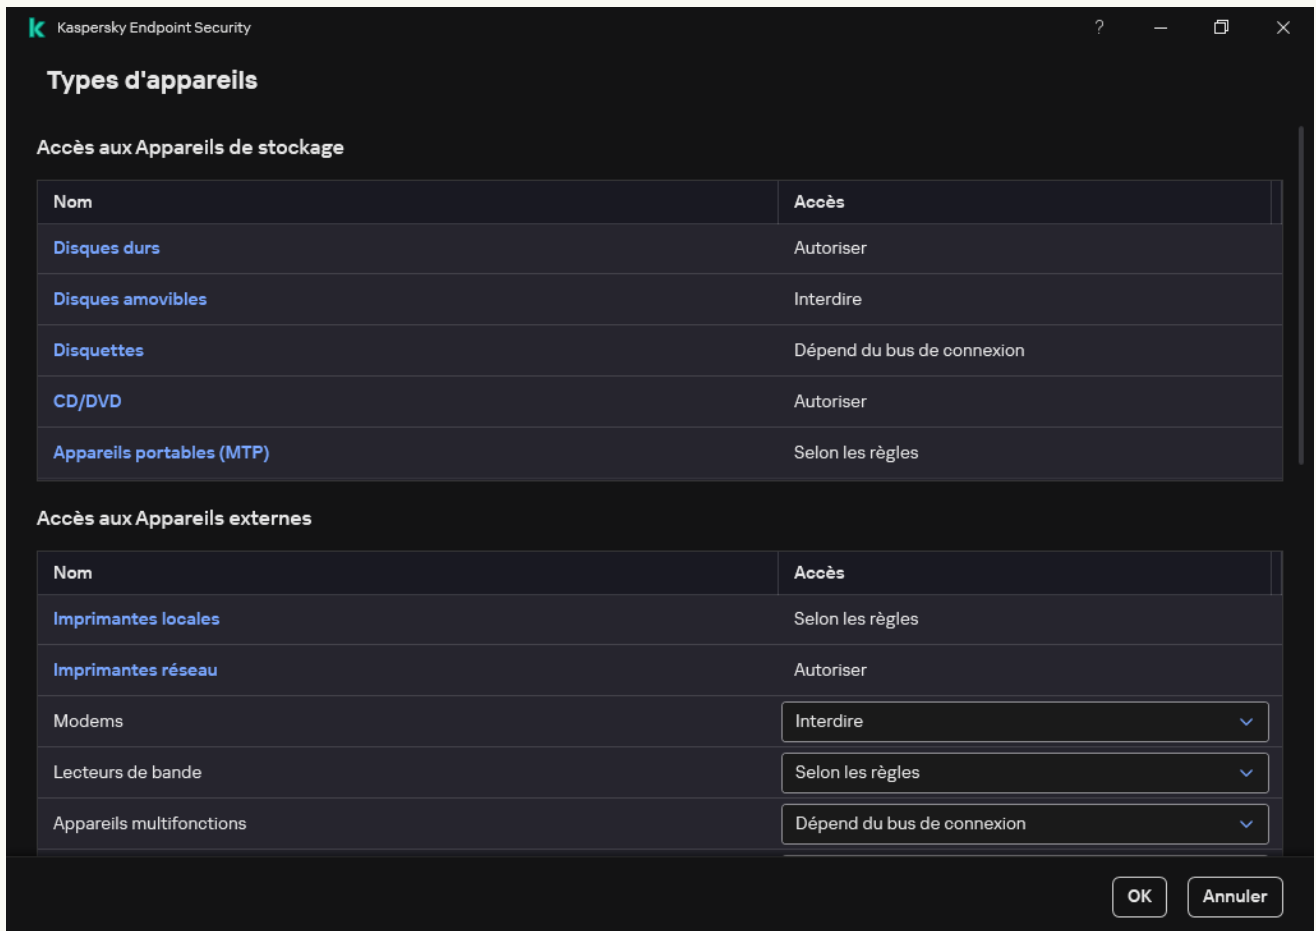 Kaspersky Endpoint Security ?
Types d'appareils
Accès aux Appareils de stockage
Nom Accès
Disques durs Autoriser
Disques amovibles Interdire
Disquettes Dépend du bus de connexion
CD/DVD Autoriser
Appareils portables (MTP) Selon les règles
Accès aux Appareils externes
Nom Accès
Imprimantes locales Selon les règles
Imprimantes réseau Autoriser
Modems Interdire
Lecteurs de bande Selon les règles
Appareils multifonctions Dépend du bus de connexion
OK Annuler